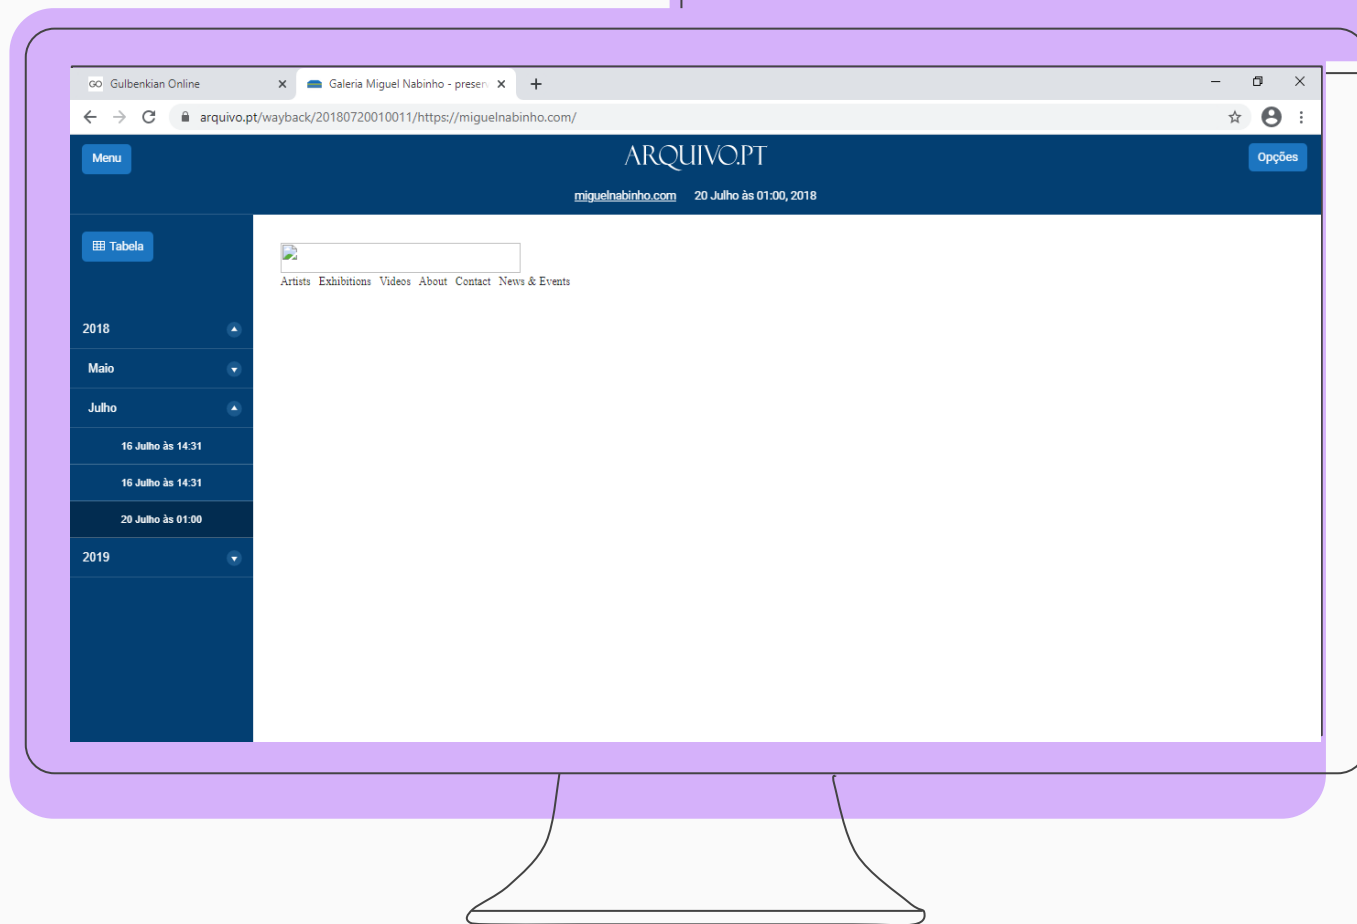 GO Gulbenkian Online
Galeria Miguel Nabinho - preserv
arquivo.pt/wayback/20180720010011/https://miguelnabinho.com/
Menu
ARQUIVO.PT
Opções
miguelnabinho.com 20 Julho às 01:00, 2018
Tabela
Artists Exhibitions Videos About Contact News & Events
2018
Maio
Julho
16 Julho às 14:31
16 Julho às 14:31
20 Julho às 01:00
2019